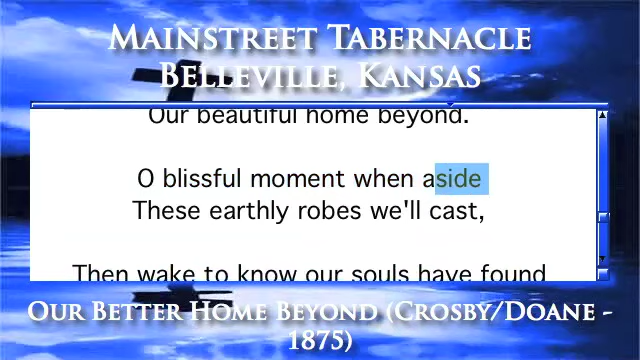 Mainstreet Tabernacle
Belleville, Kansas
Our beautiful home beyond.
O blissful moment when aside
These earthly robes we'll cast,
Then wake to know our souls have found
Our Better Home Beyond (Crosby/Doane -
1875)